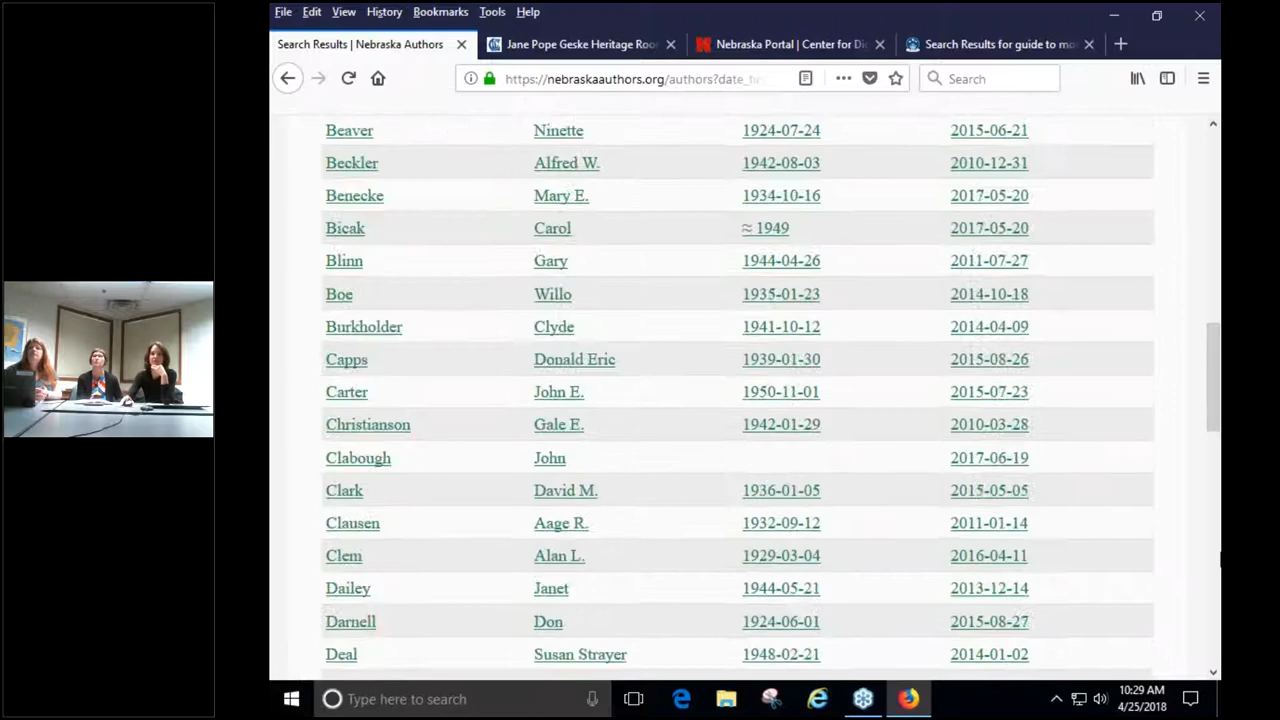 File Edit View History Bookmarks Tools Help
Search Results | Nebraska Authors
Jane Pope Geske Heritage Roo
Nebraska Portal | Center for Di
Search Results for guide to mo
https://nebraskaauthors.org/authors?date_fr
Search
Beaver Ninette 1924-07-24 2015-06-21
Beckler Alfred W. 1942-08-03 2010-12-31
Benecke Mary E. 1934-10-16 2017-05-20
Bicak Carol ≈ 1949 2017-05-20
Blinn Gary 1944-04-26 2011-07-27
Boe Willo 1935-01-23 2014-10-18
Burkholder Clyde 1941-10-12 2014-04-09
Capps Donald Eric 1939-01-30 2015-08-26
Carter John E. 1950-11-01 2015-07-23
Christianson Gale E. 1942-01-29 2010-03-28
Clabough John 2017-06-19
Clark David M. 1936-01-05 2015-05-05
Clausen Aage R. 1932-09-12 2011-01-14
Clem Alan L. 1929-03-04 2016-04-11
Dailey Janet 1944-05-21 2013-12-14
Darnell Don 1924-06-01 2015-08-27
Deal Susan Strayer 1948-02-21 2014-01-02
Type here to search
10:29 AM
4/25/2018